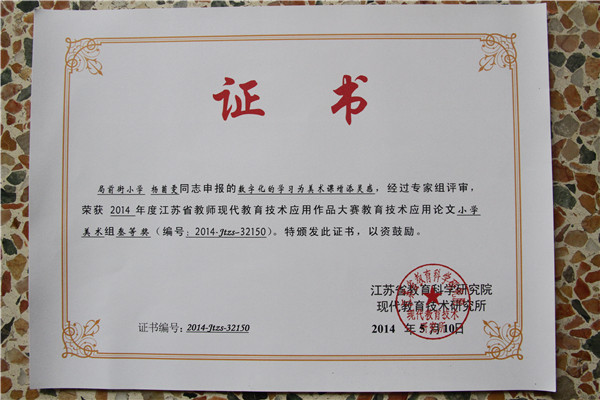 证 书
局前街小学 杨菌雯同志申报的数字化的学习为美术课增添灵感，经过专家组评审，
荣获 2014 年度江苏省教师现代教育技术应用作品大赛教育技术应用论文小学
美术组叁等奖（编号：2014-Jtzs-32150）。特颁发此证书，以资鼓励。
江苏省教育科学研究院
现代教育技术研究所
证书编号：2014-Jtzs-32150
2014 年 5 月 10日